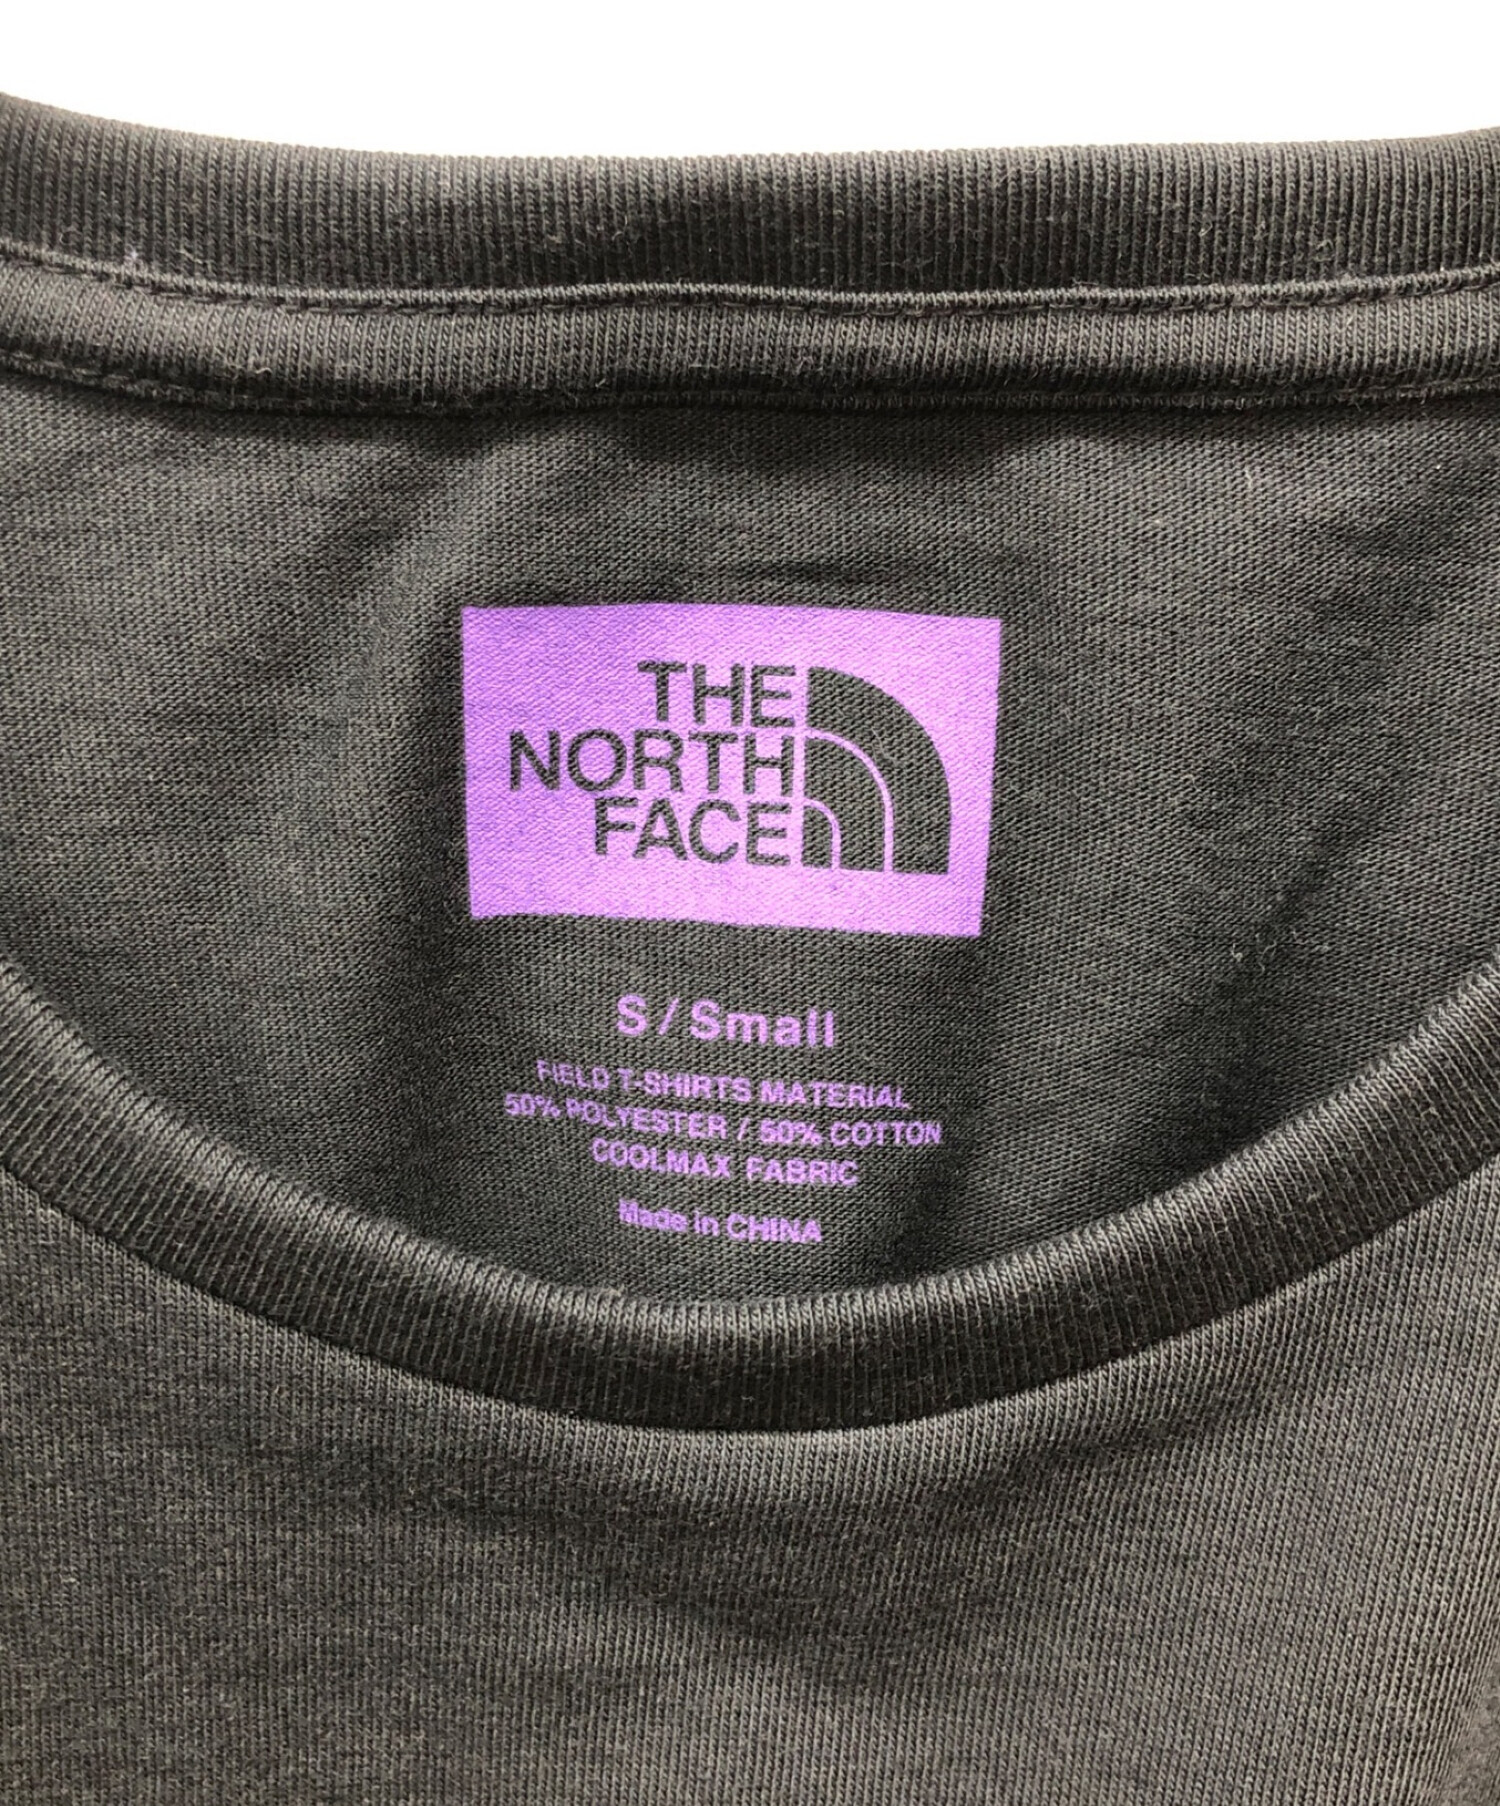 THE
NORTH
FACE
S / Small
FIELD T-SHIRTS MATERIAL
50% POLYESTER / 50% COTTON
COOLMAX FABRIC
Made in CHINA